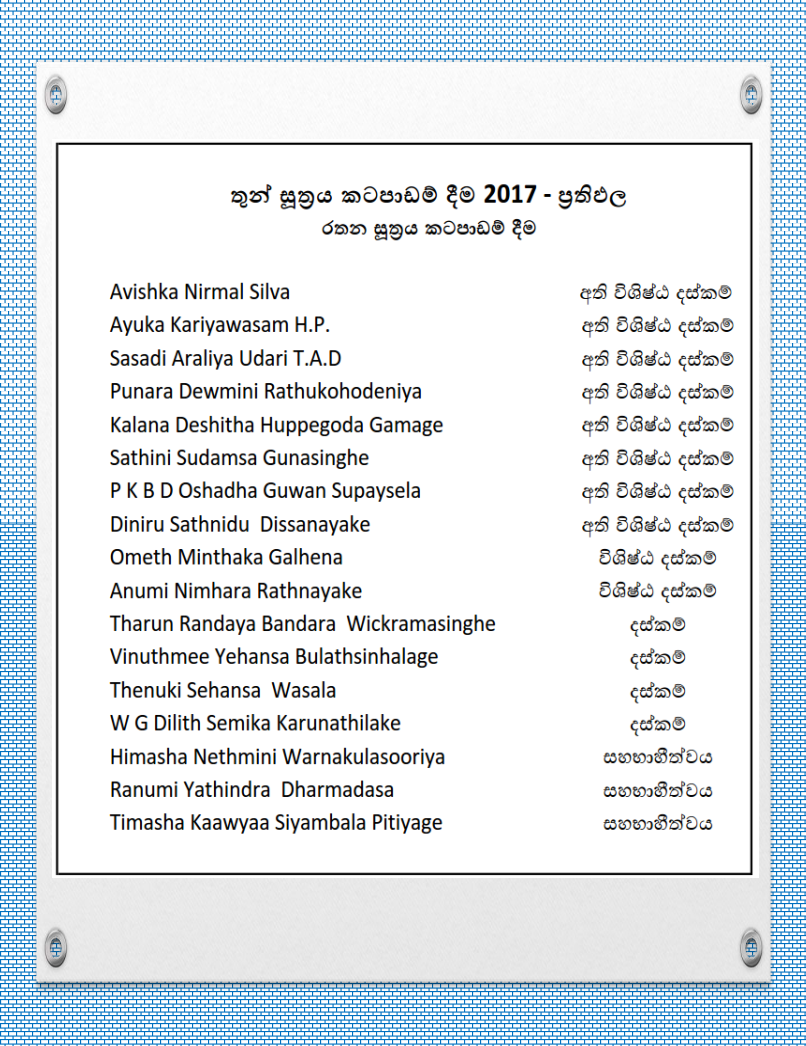 තුන් සූත්‍රය කටපාඩම් දීම 2017 - ප්‍රතිඵල
රතන සූත්‍රය කටපාඩම් දීම
Avishka Nirmal Silva අති විශිෂ්ඨ දස්කම්
Ayuka Kariyawasam H.P. අති විශිෂ්ඨ දස්කම්
Sasadi Araliya Udari T.A.D අති විශිෂ්ඨ දස්කම්
Punara Dewmini Rathukohodeniya අති විශිෂ්ඨ දස්කම්
Kalana Deshitha Huppegoda Gamage අති විශිෂ්ඨ දස්කම්
Sathini Sudamsa Gunasinghe අති විශිෂ්ඨ දස්කම්
P K B D Oshadha Guwan Supaysela අති විශිෂ්ඨ දස්කම්
Diniru Sathnidu Dissanayake අති විශිෂ්ඨ දස්කම්
Ometh Minthaka Galhena විශිෂ්ඨ දස්කම්
Anumi Nimhara Rathnayake විශිෂ්ඨ දස්කම්
Tharun Randaya Bandara Wickramasinghe දස්කම්
Vinuthmee Yehansa Bulathsinhalage දස්කම්
Thenuki Sehansa Wasala දස්කම්
W G Dilith Semika Karunathilake දස්කම්
Himasha Nethmini Warnakulasooriya සහභාහීත්වය
Ranumi Yathindra Dharmadasa සහභාහීත්වය
Timasha Kaawyaa Siyambala Pitiyage සහභාහීත්වය